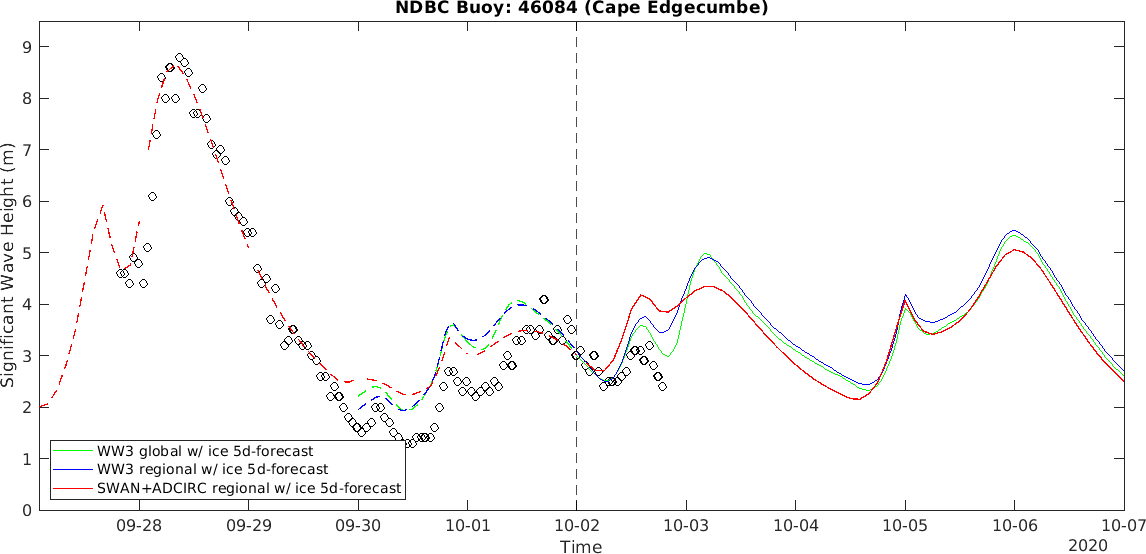 NDBC Buoy: 46084 (Cape Edgecumbe)
Significant Wave Height (m)
9
8
7
6
5
4
3
2
1
0
WW3 global w/ ice 5d-forecast
WW3 regional w/ ice 5d-forecast
SWAN+ADCIRC regional w/ ice 5d-forecast
09-28 09-29 09-30 10-01 10-02 10-03 10-04 10-05 10-06 10-07
Time
2020